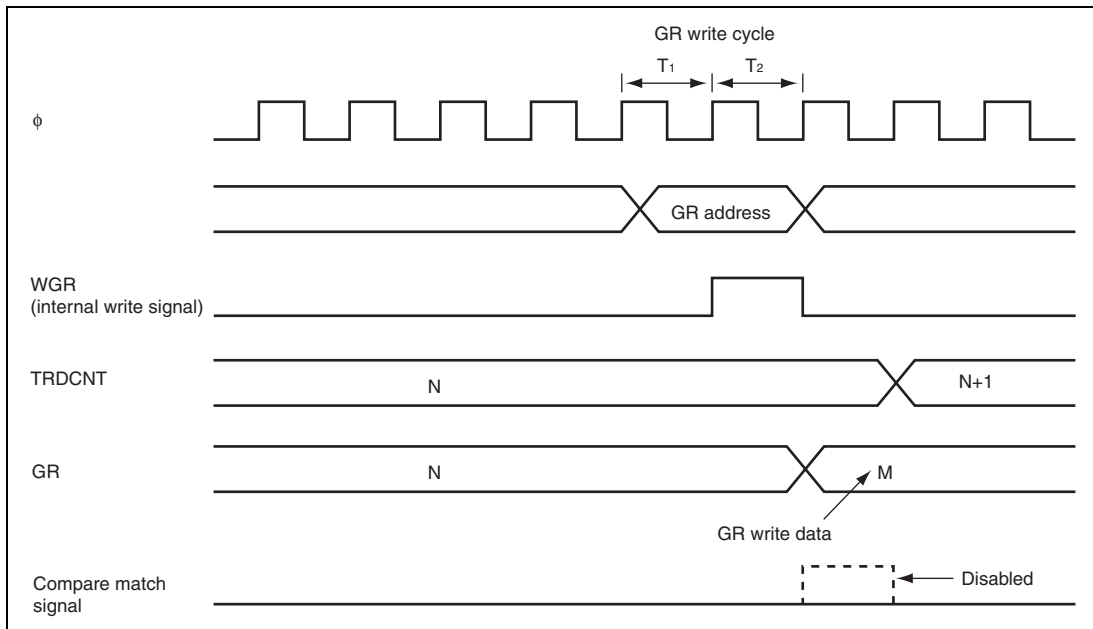 GR write cycle
T1 T2
ϕ
GR address
WGR
(internal write signal)
TRDCNT
N N+1
GR
N M
GR write data
Compare match
signal
Disabled